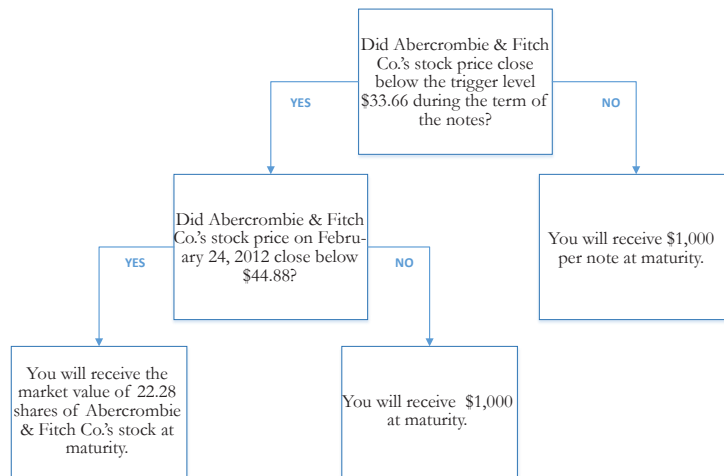 Did Abercrombie & Fitch
Co.'s stock price close
below the trigger level
$33.66 during the term of
the notes?
YES
NO
Did Abercrombie & Fitch
Co.'s stock price on Febru-
ary 24, 2012 close below
$44.88?
You will receive $1,000
per note at maturity.
YES
NO
You will receive the
market value of 22.28
shares of Abercrombie
& Fitch Co.'s stock at
maturity.
You will receive $1,000
at maturity.